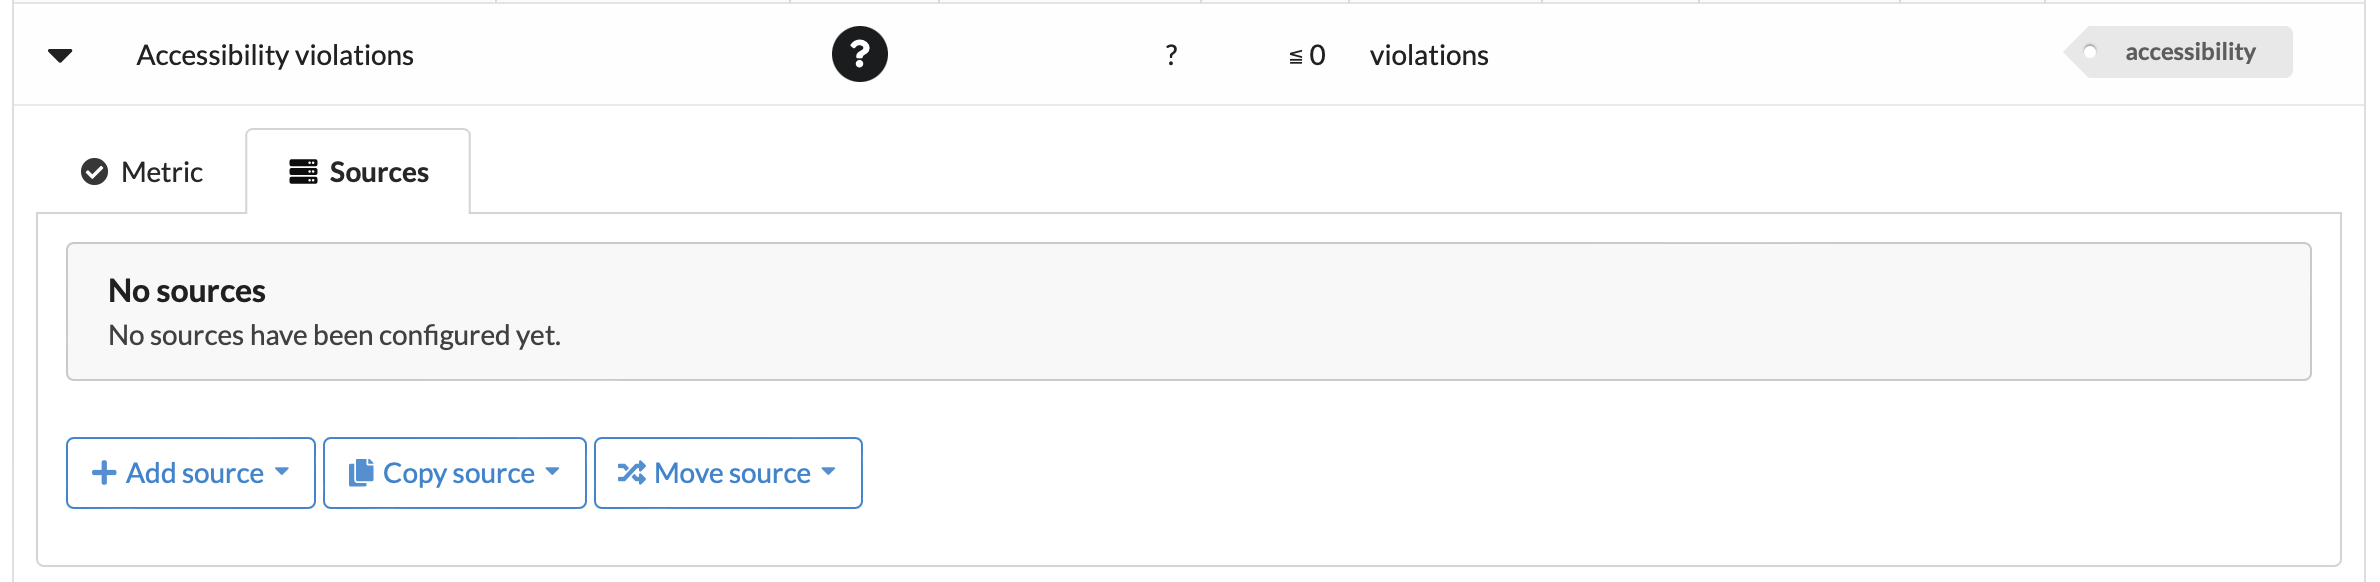 Accessibility violations ? ? ≦ 0 violations accessibility
Metric Sources
No sources
No sources have been configured yet.
Add source Copy source Move source